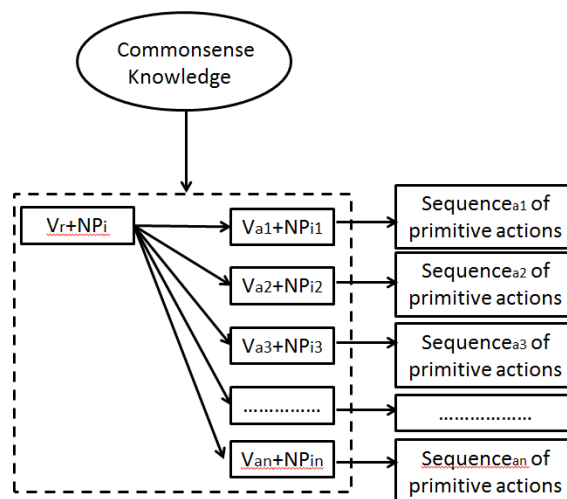 Commonsense
Knowledge
Vr+NPi
Va1+NPi1
Sequencea1 of
primitive actions
Va2+NPi2
Sequencea2 of
primitive actions
Va3+NPi3
Sequencea3 of
primitive actions
……………
………………
Van+NPin
Sequencean of
primitive actions